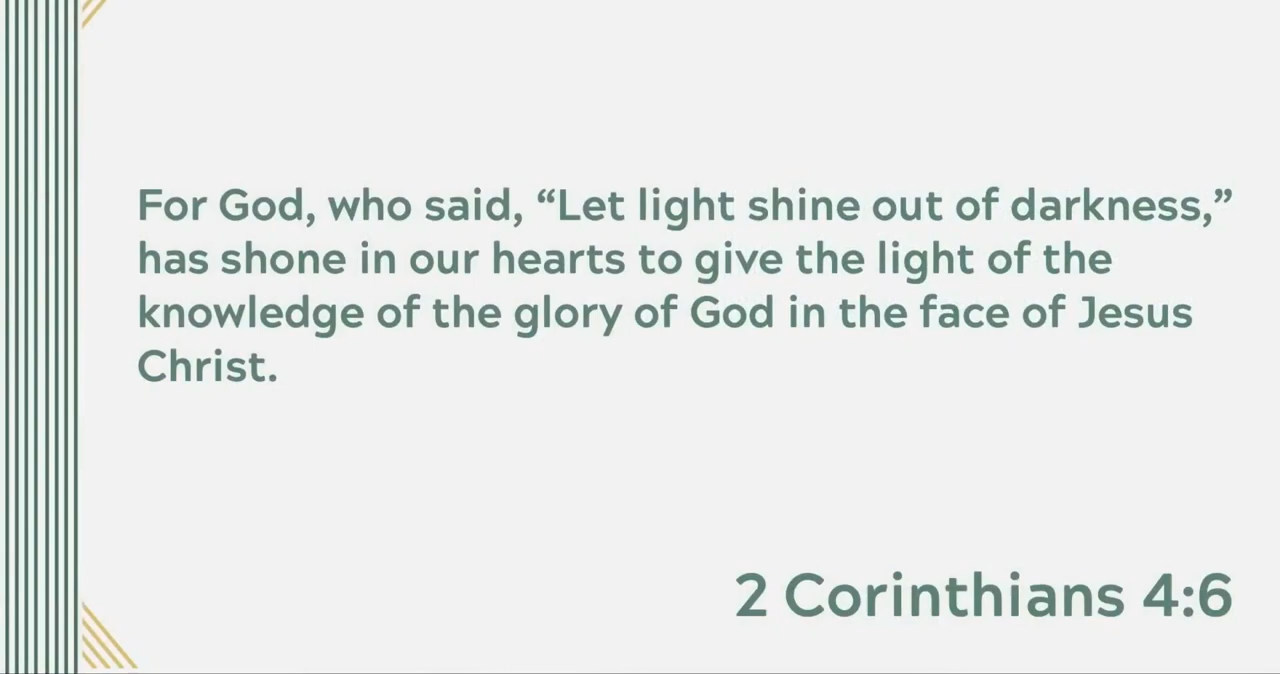 For God, who said, “Let light shine out of darkness,”
has shone in our hearts to give the light of the
knowledge of the glory of God in the face of Jesus
Christ.
2 Corinthians 4:6